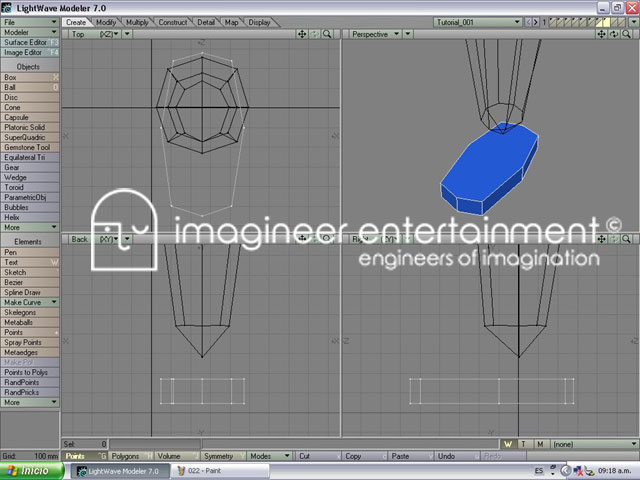 LightWave Modeler 7.0
File
Create Modify Multiply Construct Detail Map Display
Tutorial_001
1
Modeler
Surface Editor
Image Editor
Objects
Box
Ball
Disc
Cone
Capsule
Platonic Solid
SuperQuadric
Gemstone Tool
Equilateral Tri
Gear
Wedge
Toroid
ParametricObj
Bubbles
Helix
More
Elements
Pen
Text W
Sketch
Bezier
Spline Draw
Make Curve
Skelegons
Metaballs
Points
Spray Points
Metaedges
Make Pol
Points to Polys
RandPoints
RandPricks
More
Top (XZ)
Perspective
Back (XY)
Right
imagineer entertainment©
engineers of imagination
Sel: 0
W T M (none)
Grid: 100 mm
Points Polygons Volume Symmetry Modes Cut Copy Paste Undo Redo
Inicio
LightWave Modeler 7.0
022 - Paint
ES
09:18 a.m.